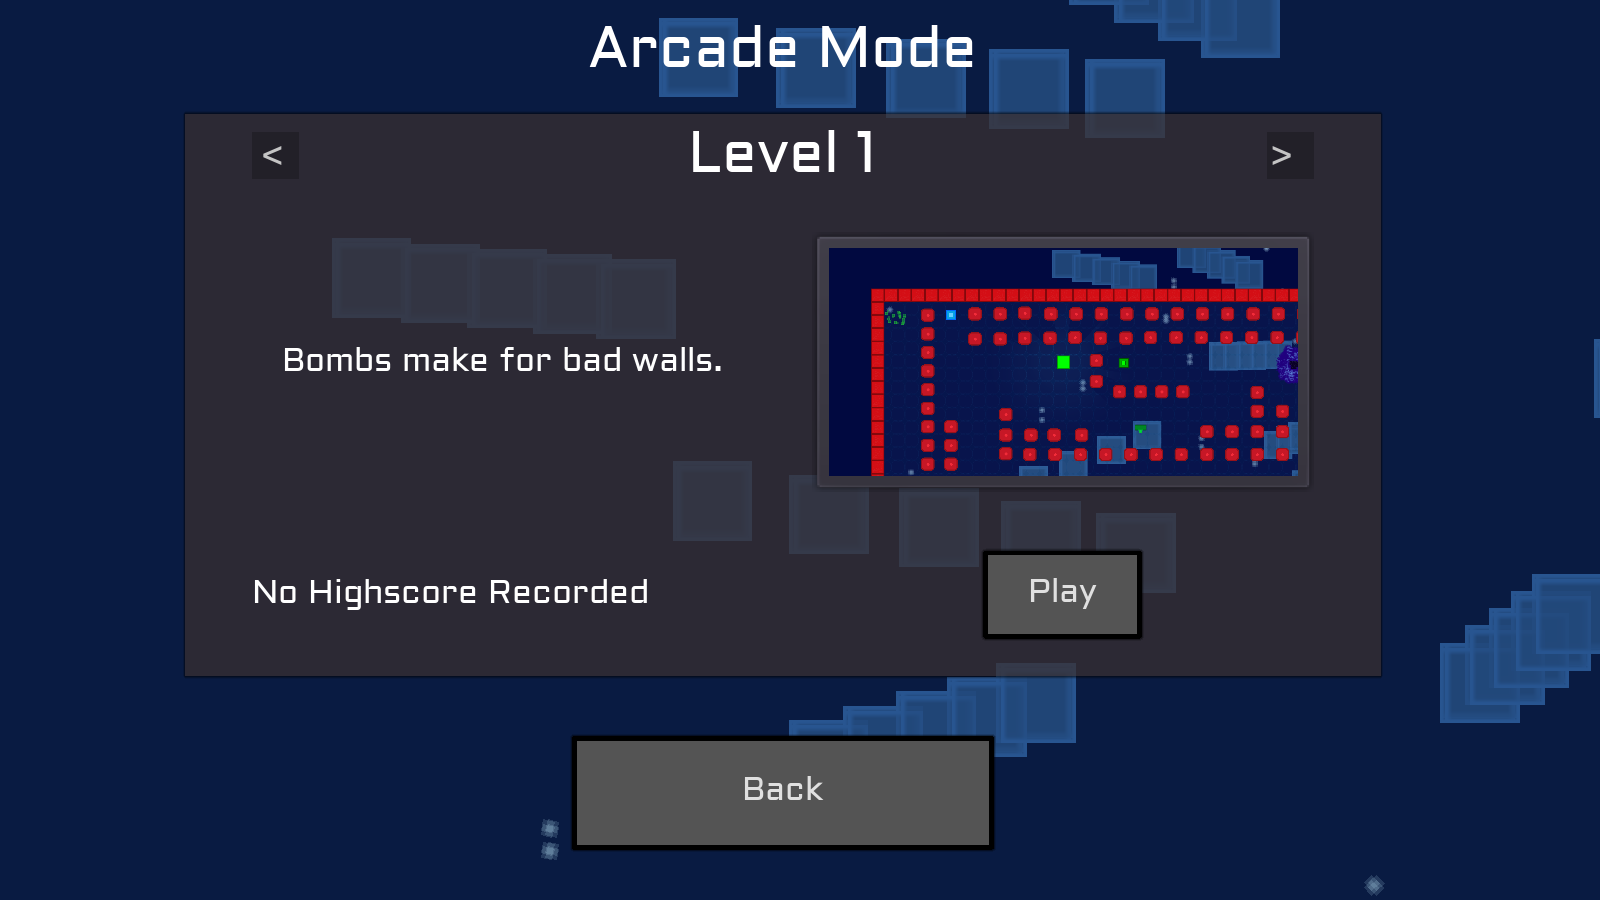 Arcade Mode
< Level 1 >
Bombs make for bad walls.
No Highscore Recorded
Play
Back